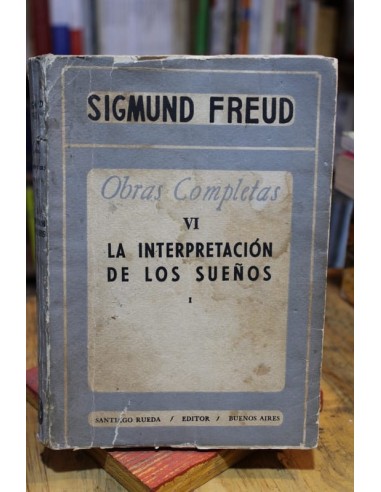 SIGMUND FREUD
Obras Completas
VI
LA INTERPRETACIÓN
DE LOS SUEÑOS
I
SANTIAGO RUEDA / EDITOR / BUENOS AIRES